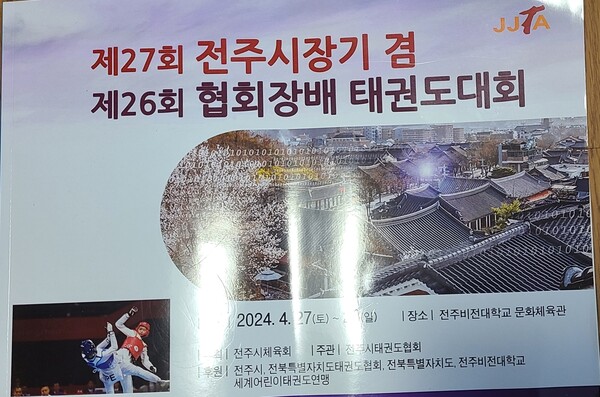 JJTA
제27회 전주시장기 겸
제26회 협회장배 태권도대회
2024. 4. 27(토) ~ (일) | 장소 | 전주비전대학교 문화체육관
전주시체육회 | 주관 | 전주시태권도협회
후원 | 전주시, 전북특별자치도태권도협회, 전북특별자치도, 전주비전대학교
세계어린이태권도연맹